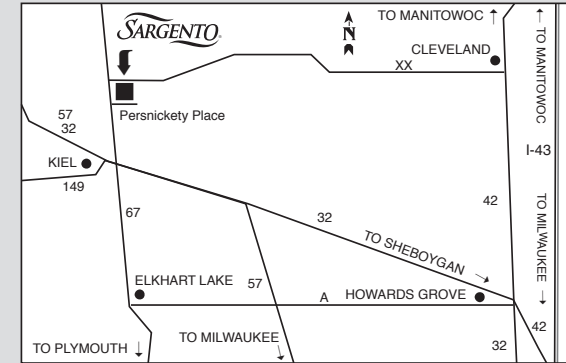 SARGENTO
TO MANITOWOC
N
CLEVELAND
XX
TO MANITOWOC
Persnickety Place
57
32
I-43
KIEL
149
42
67
32
TO SHEBOYGAN
TO MILWAUKEE
ELKHART LAKE
57
A
HOWARDS GROVE
42
TO PLYMOUTH
TO MILWAUKEE
32